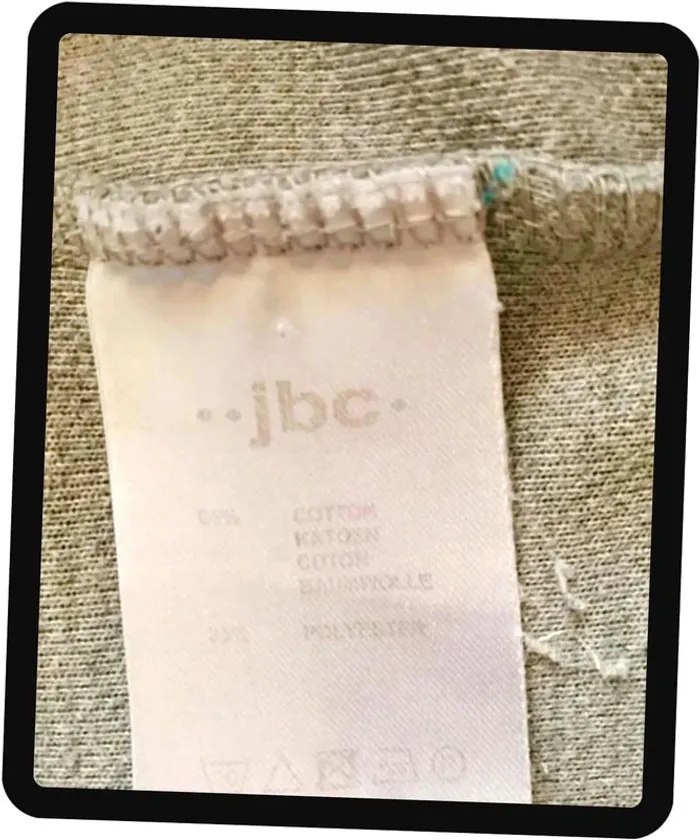 ··jbc·
COTTON
KATOEN
COTON
BAUMWOLLE
POLYESTER